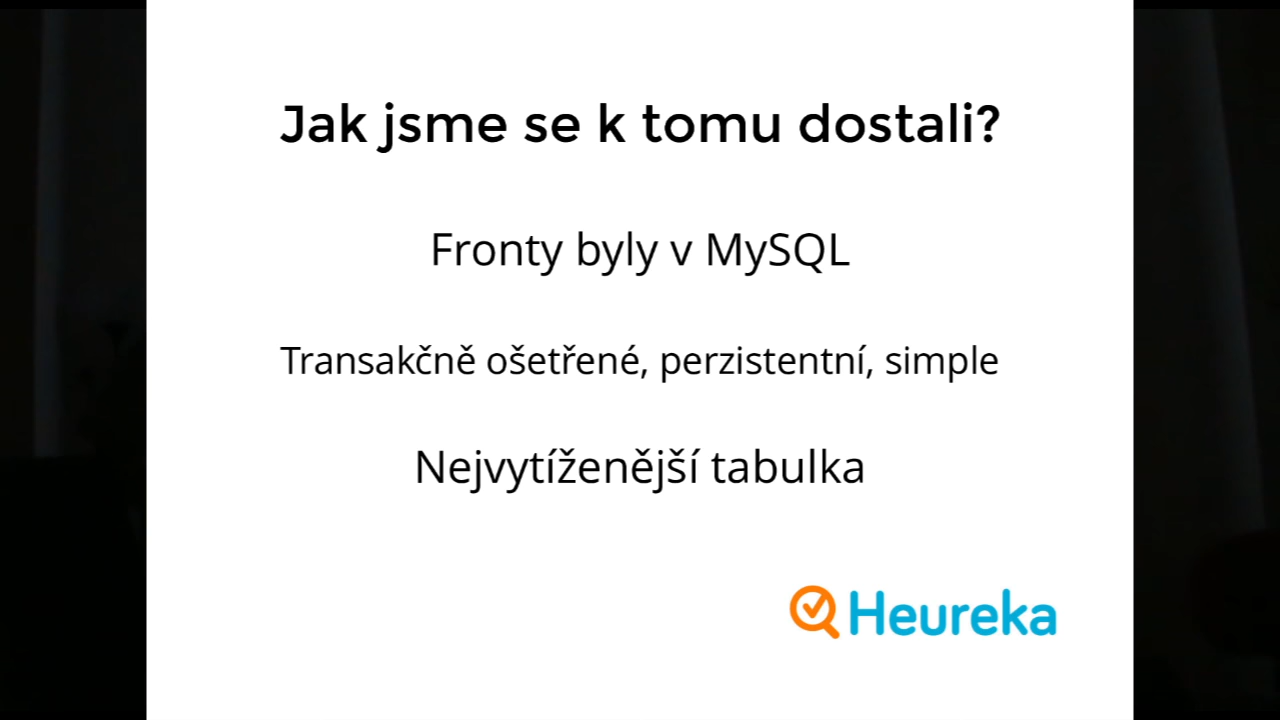 Jak jsme se k tomu dostali?
Fronty byly v MySQL
Transakčně ošetřené, perzistentní, simple
Nejvytíženější tabulka
Heureka